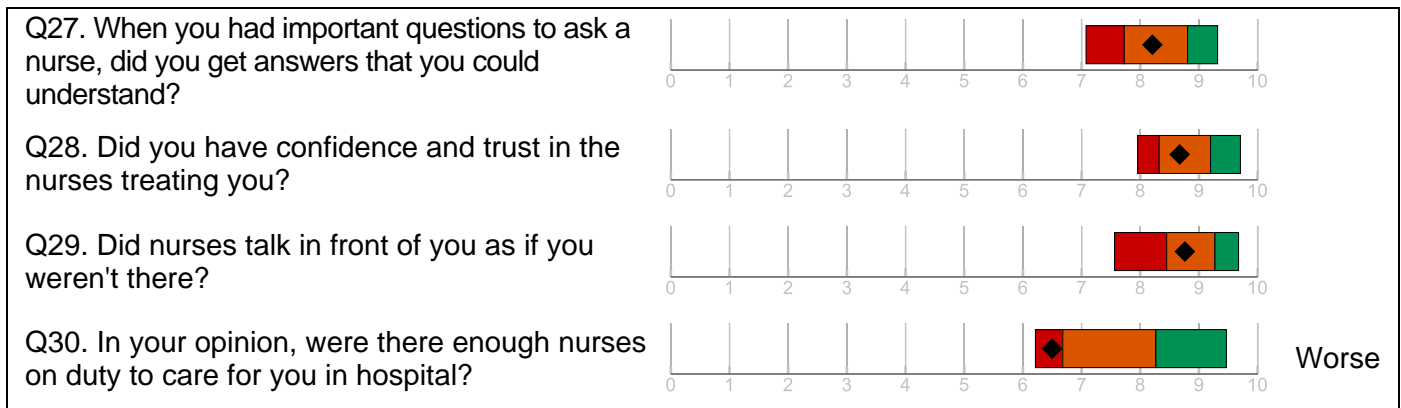 Q27. When you had important questions to ask a
nurse, did you get answers that you could
understand?
0 1 2 3 4 5 6 7 8 9 10
Q28. Did you have confidence and trust in the
nurses treating you?
0 1 2 3 4 5 6 7 8 9 10
Q29. Did nurses talk in front of you as if you
weren't there?
0 1 2 3 4 5 6 7 8 9 10
Q30. In your opinion, were there enough nurses
on duty to care for you in hospital?
Worse
0 1 2 3 4 5 6 7 8 9 10